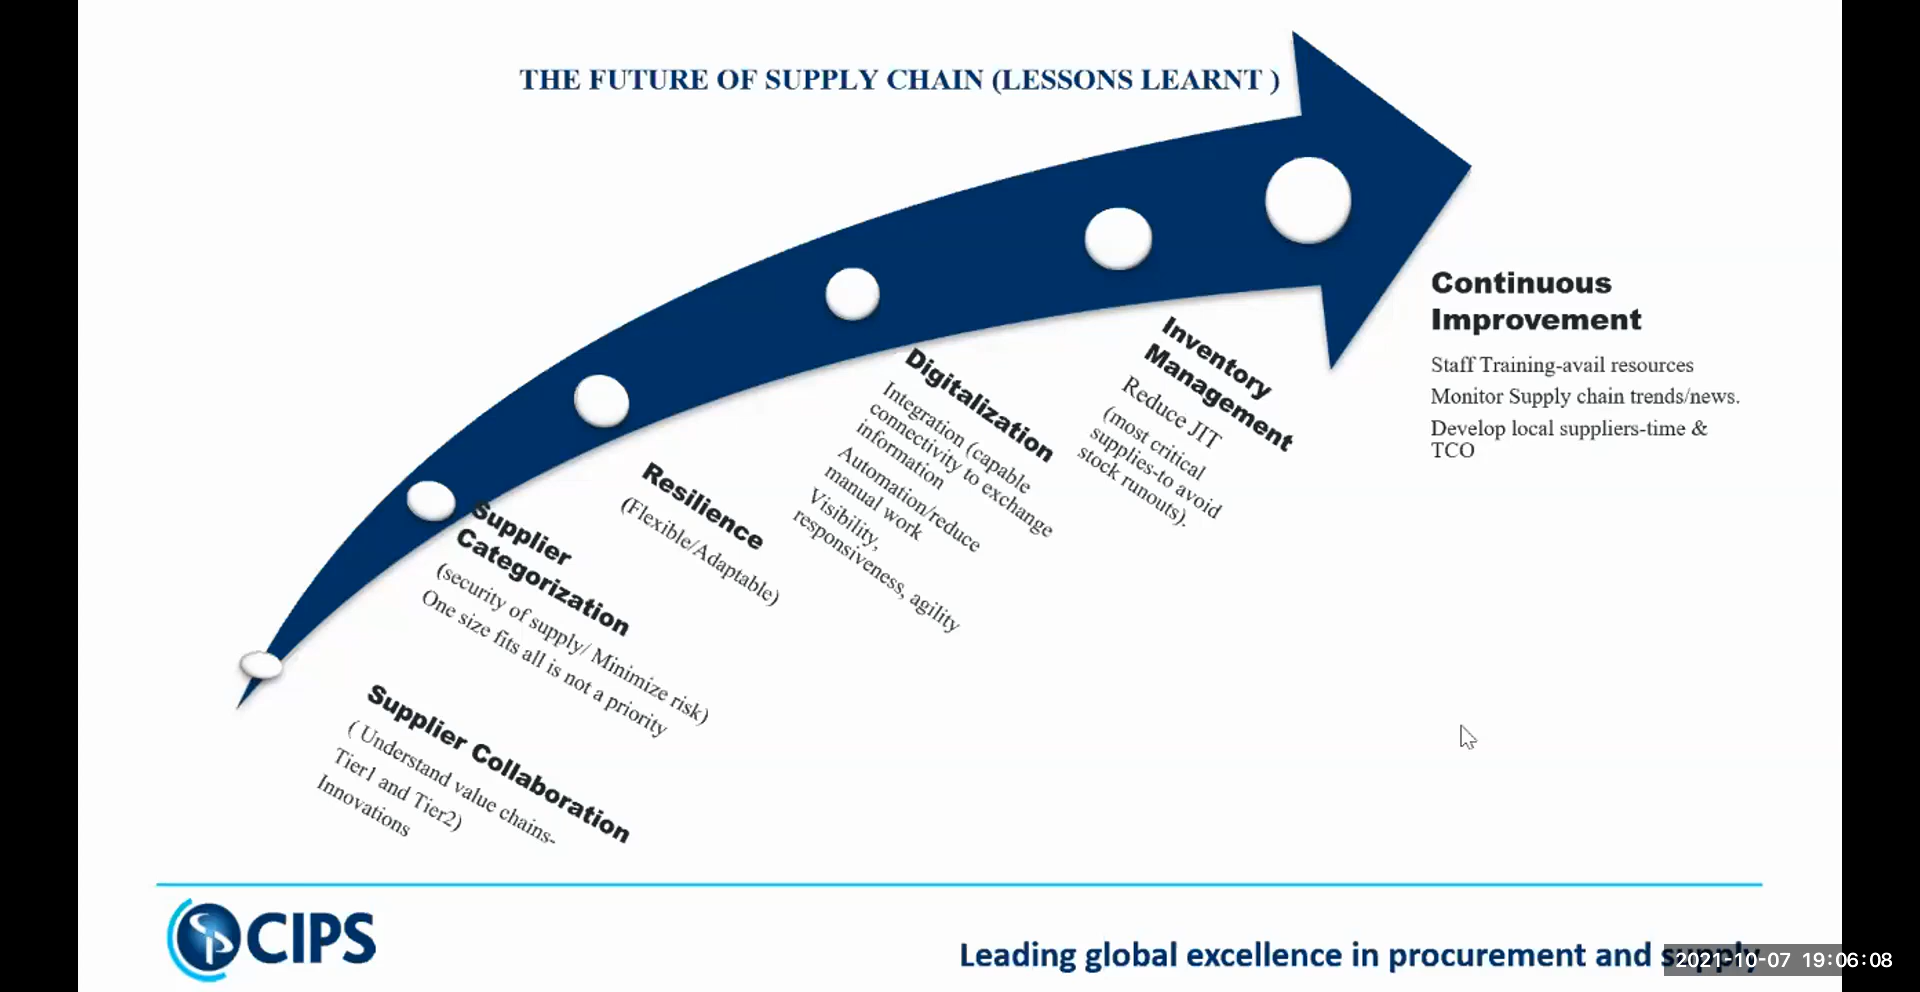 THE FUTURE OF SUPPLY CHAIN (LESSONS LEARNT )
Supplier Collaboration
( Understand value chains-
Tier1 and Tier2)
Innovations
Supplier
Categorization
(security of supply/ Minimize risk)
One size fits all is not a priority
Resilience
(Flexible/Adaptable)
Digitalization
Integration (capable
connectivity to exchange
information
Automation/reduce
manual work
Visibility,
responsiveness, agility
Inventory
Management
Reduce JIT
(most critical
supplies-to avoid
stock runouts).
Continuous
Improvement
Staff Training-avail resources
Monitor Supply chain trends/news.
Develop local suppliers-time &
TCO
CIPS
Leading global excellence in procurement and supply
2021-10-07 19:06:08